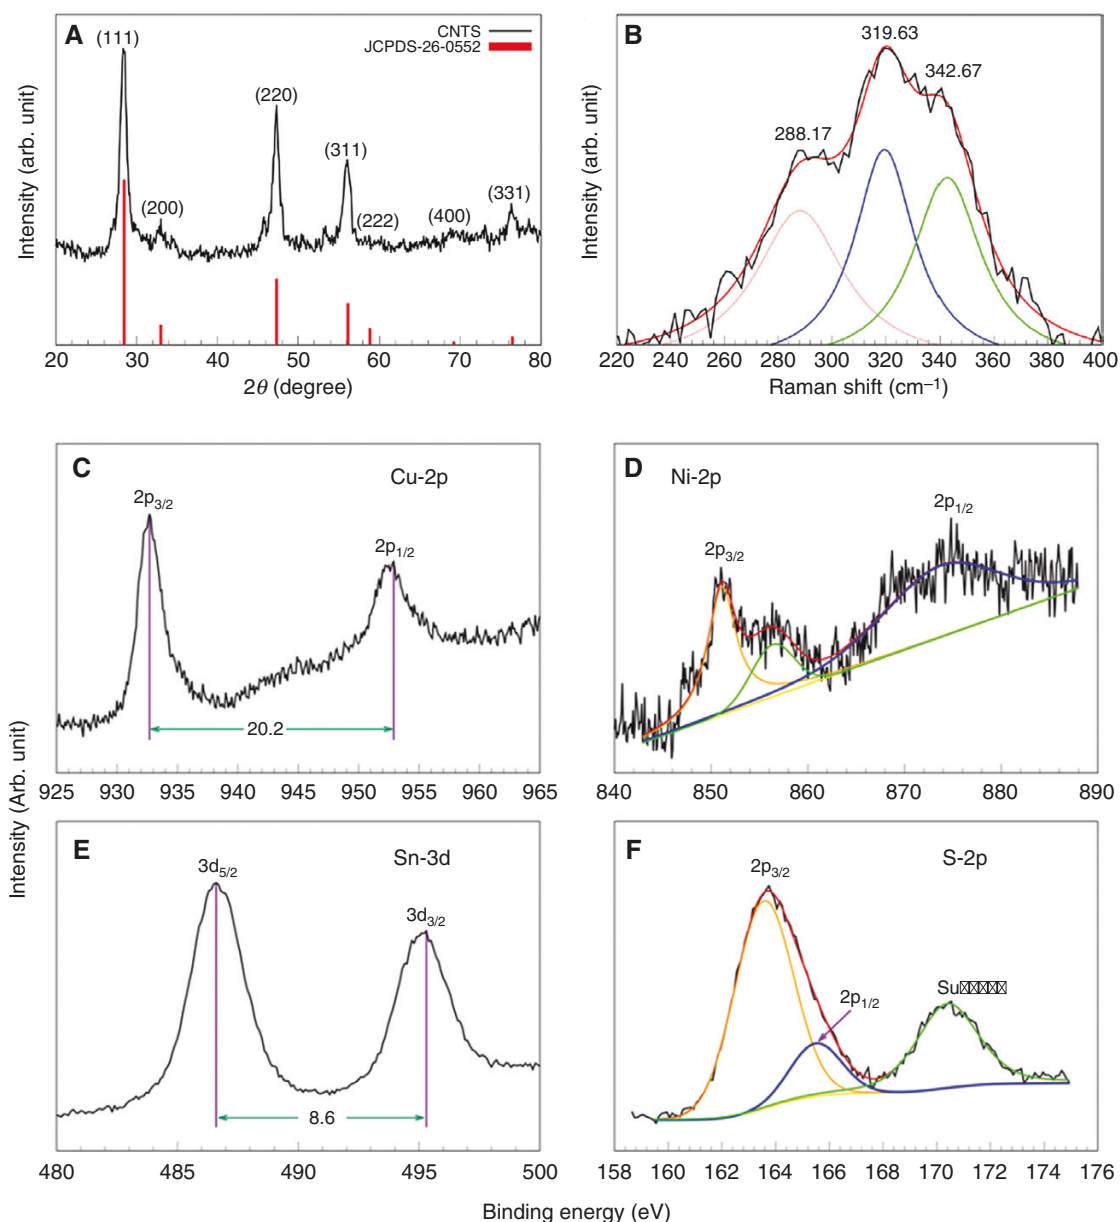 A
CNTS
JCPDS-26-0552
(111)
(200)
(220)
(311)
(222)
(400)
(331)
Intensity (arb. unit)
20 30 40 50 60 70 80
2θ (degree)
B
319.63
342.67
288.17
Intensity (arb. unit)
220 240 260 280 300 320 340 360 380 400
Raman shift (cm⁻¹)
C
Cu-2p
2p3/2
2p1/2
20.2
925 930 935 940 945 950 955 960 965
D
Ni-2p
2p3/2
2p1/2
840 850 860 870 880 890
Intensity (Arb. unit)
E
Sn-3d
3d5/2
3d3/2
8.6
480 485 490 495 500
F
S-2p
2p3/2
2p1/2
Su
158 160 162 164 166 168 170 172 174 176
Binding energy (eV)